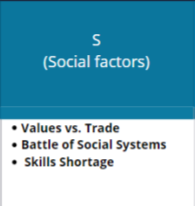 S
(Social factors)
• Values vs. Trade
• Battle of Social Systems
• Skills Shortage